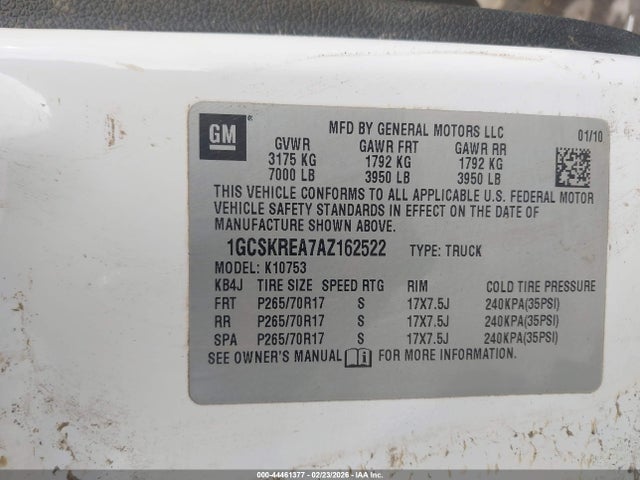 GM
MFD BY GENERAL MOTORS LLC 01/10
GVWR GAWR FRT GAWR RR
3175 KG 1792 KG 1792 KG
7000 LB 3950 LB 3950 LB
THIS VEHICLE CONFORMS TO ALL APPLICABLE U.S. FEDERAL MOTOR
VEHICLE SAFETY STANDARDS IN EFFECT ON THE DATE OF
MANUFACTURE SHOWN ABOVE.
1GCSKREA7AZ162522 TYPE: TRUCK
MODEL: K10753
KB4J TIRE SIZE SPEED RTG RIM COLD TIRE PRESSURE
FRT P265/70R17 S 17X7.5J 240KPA(35PSI)
RR P265/70R17 S 17X7.5J 240KPA(35PSI)
SPA P265/70R17 S 17X7.5J 240KPA(35PSI)
SEE OWNER'S MANUAL FOR MORE INFORMATION.
000-44461377 - 02/23/2026 - IAA Inc.